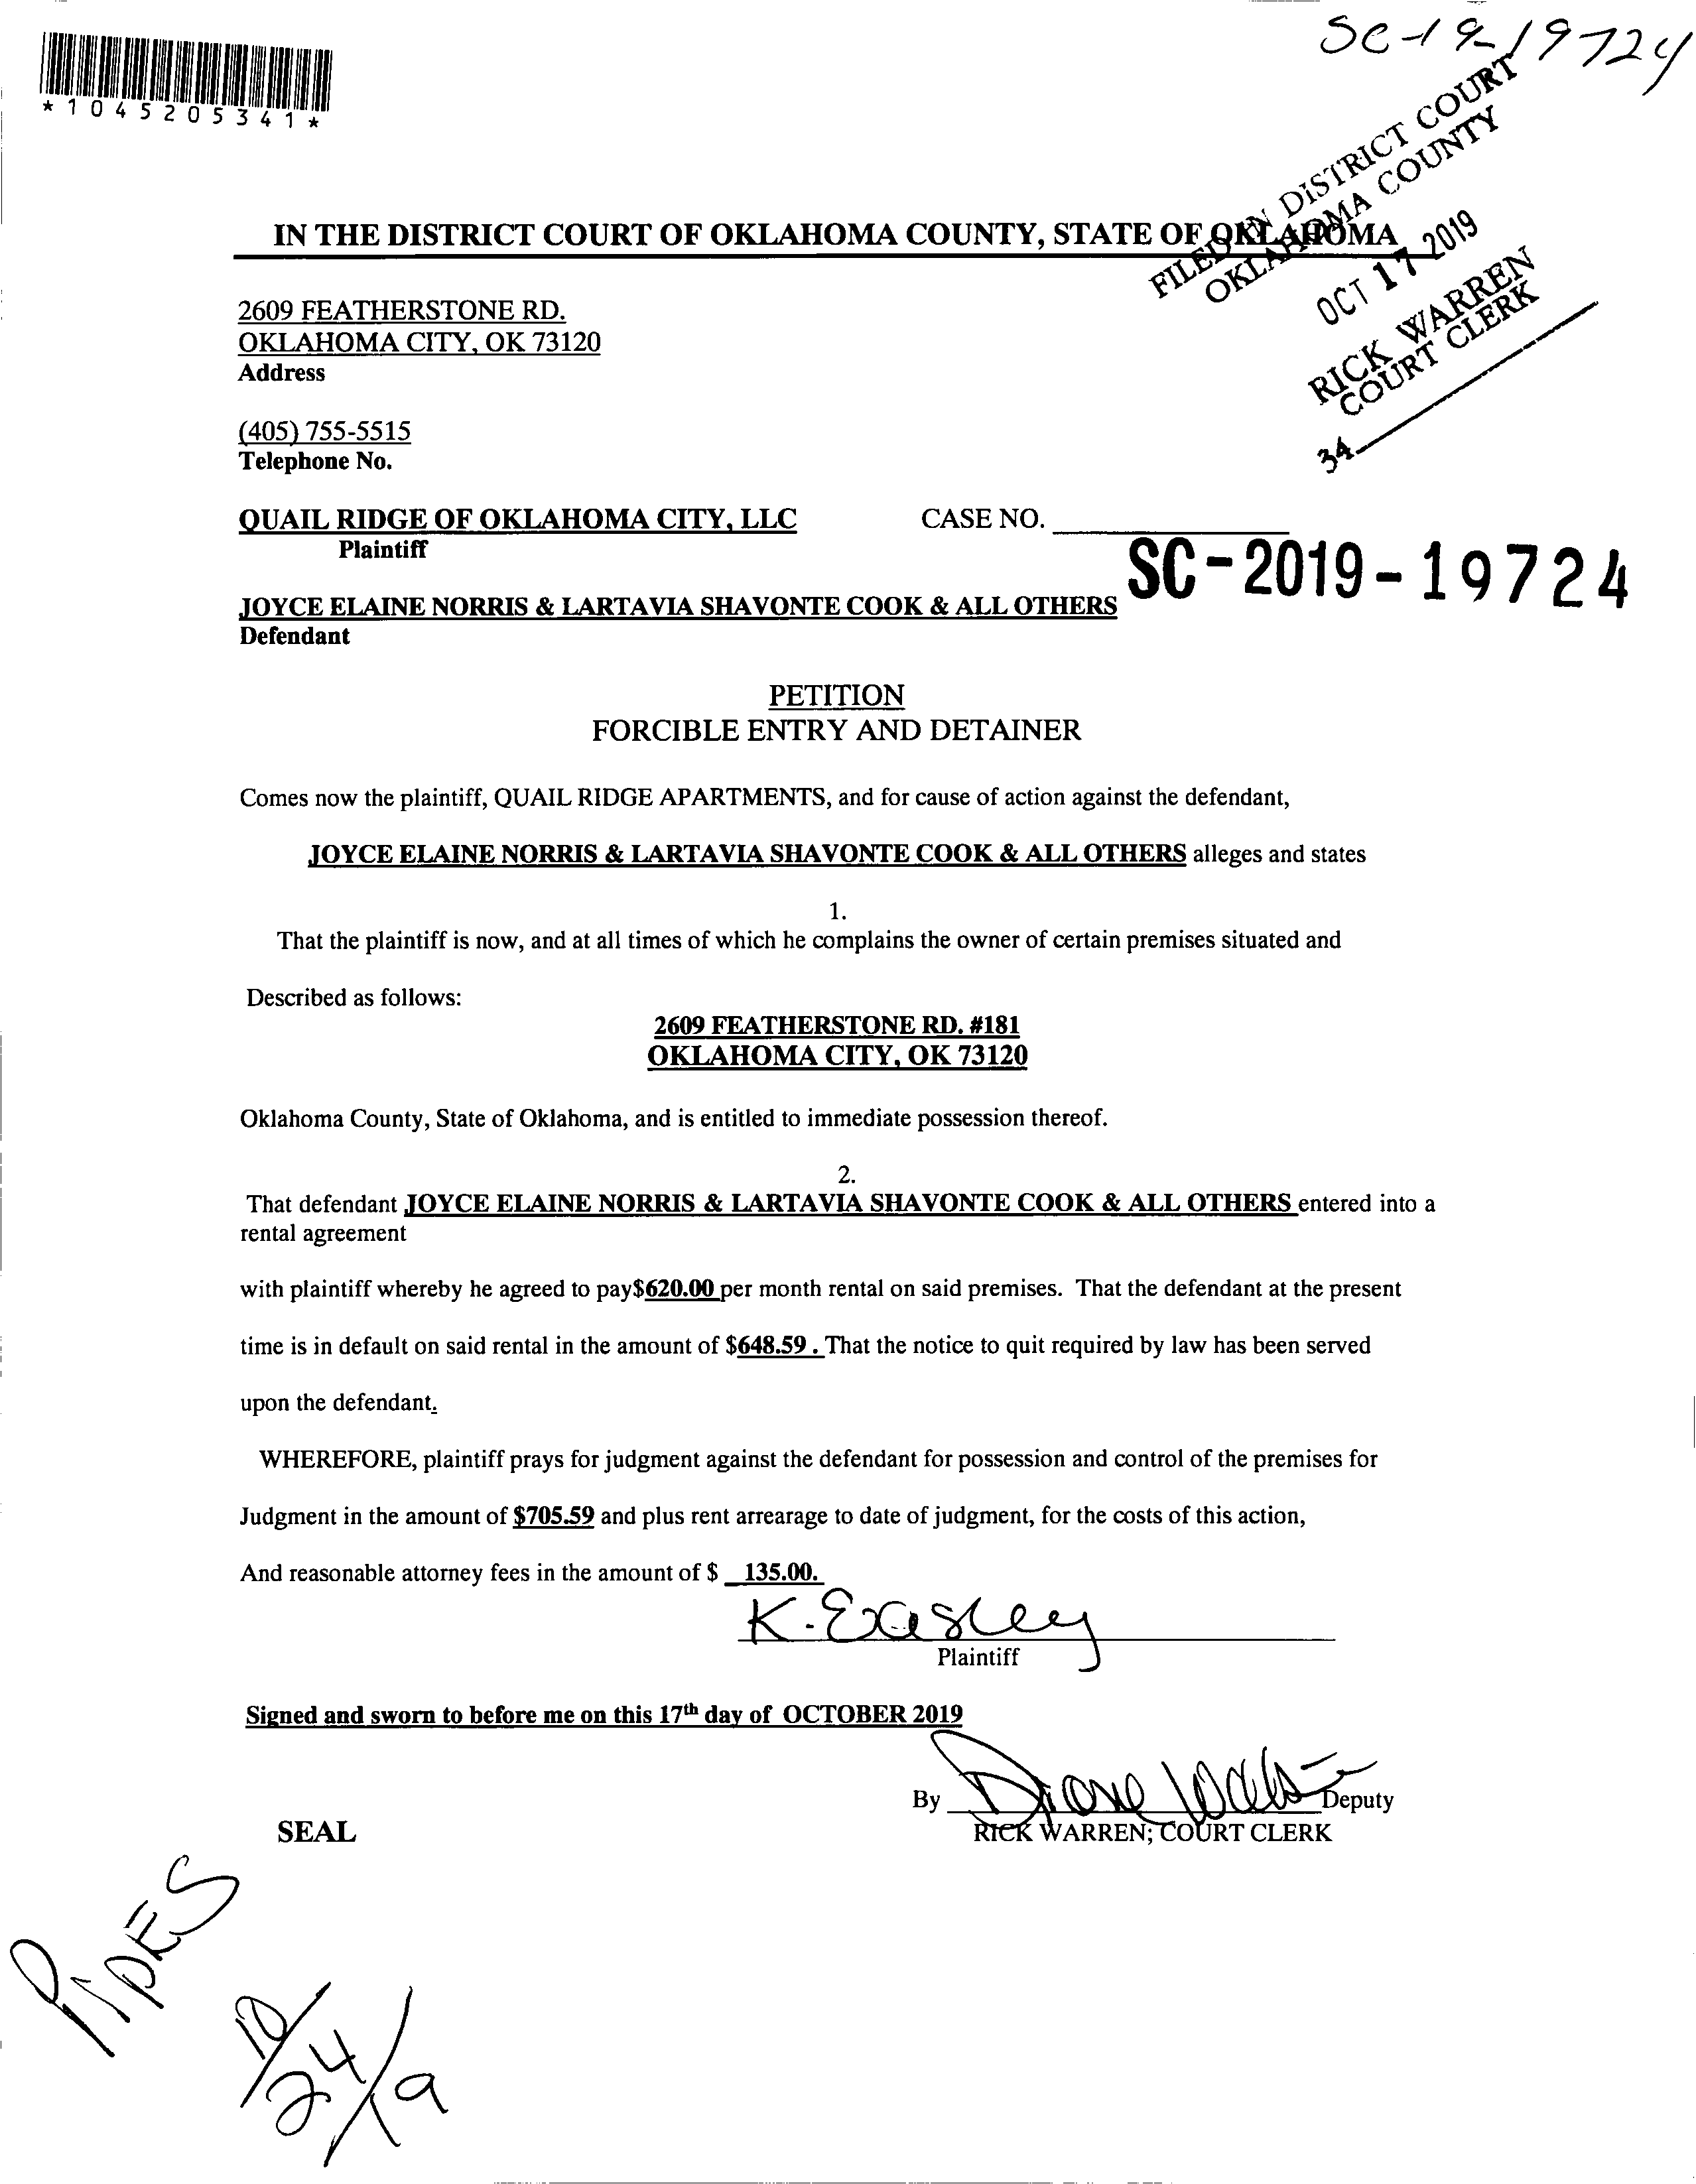 SC-19-19724
*1045205341*
FILED IN DISTRICT COURT
OKLAHOMA COUNTY
OCT 17 2019
RICK WARREN
COURT CLERK
34
IN THE DISTRICT COURT OF OKLAHOMA COUNTY, STATE OF OKLAHOMA
2609 FEATHERSTONE RD.
OKLAHOMA CITY, OK 73120
Address
(405) 755-5515
Telephone No.
QUAIL RIDGE OF OKLAHOMA CITY, LLC CASE NO.
Plaintiff
SC-2019-19724
JOYCE ELAINE NORRIS & LARTAVIA SHAVONTE COOK & ALL OTHERS
Defendant
PETITION
FORCIBLE ENTRY AND DETAINER
Comes now the plaintiff, QUAIL RIDGE APARTMENTS, and for cause of action against the defendant,
JOYCE ELAINE NORRIS & LARTAVIA SHAVONTE COOK & ALL OTHERS alleges and states
1.
That the plaintiff is now, and at all times of which he complains the owner of certain premises situated and
Described as follows:
2609 FEATHERSTONE RD. #181
OKLAHOMA CITY, OK 73120
Oklahoma County, State of Oklahoma, and is entitled to immediate possession thereof.
2.
That defendant JOYCE ELAINE NORRIS & LARTAVIA SHAVONTE COOK & ALL OTHERS entered into a
rental agreement
with plaintiff whereby he agreed to pay$620.00 per month rental on said premises. That the defendant at the present
time is in default on said rental in the amount of $648.59 . That the notice to quit required by law has been served
upon the defendant.
WHEREFORE, plaintiff prays for judgment against the defendant for possession and control of the premises for
Judgment in the amount of $705.59 and plus rent arrearage to date of judgment, for the costs of this action,
And reasonable attorney fees in the amount of $ 135.00.
K. Easley
Plaintiff
Signed and sworn to before me on this 17th day of OCTOBER 2019
By Diane Deputy
RICK WARREN; COURT CLERK
SEAL
PIPES
10/24/19